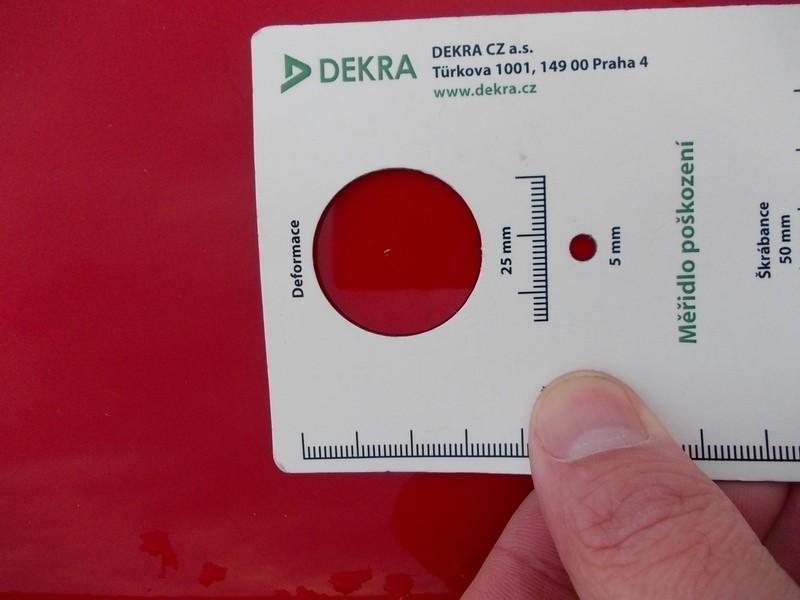 DEKRA
DEKRA CZ a.s.
Türkova 1001, 149 00 Praha 4
www.dekra.cz
Deformace
25 mm
5 mm
Měřidlo poškození
Škrábance
50 mm